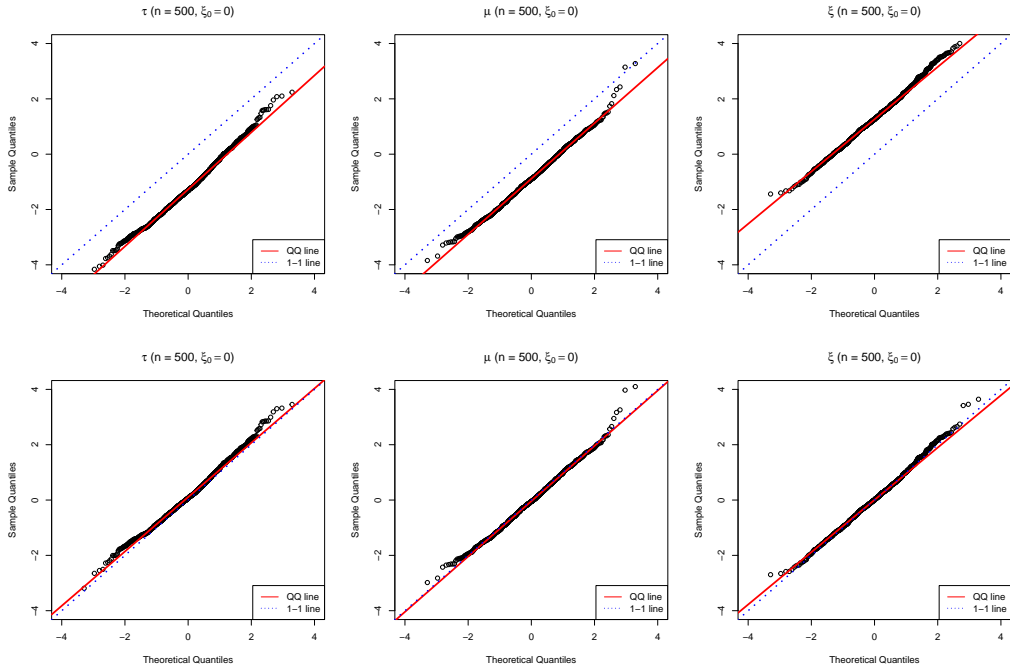 τ (n = 500, ξ₀ = 0)
Sample Quantiles
4
2
0
−2
−4
QQ line
1−1 line
−4 −2 0 2 4
Theoretical Quantiles
μ (n = 500, ξ₀ = 0)
Sample Quantiles
4
2
0
−2
−4
QQ line
1−1 line
−4 −2 0 2 4
Theoretical Quantiles
ξ (n = 500, ξ₀ = 0)
Sample Quantiles
4
2
0
−2
−4
QQ line
1−1 line
−4 −2 0 2 4
Theoretical Quantiles
τ (n = 500, ξ₀ = 0)
Sample Quantiles
4
2
0
−2
−4
QQ line
1−1 line
−4 −2 0 2 4
Theoretical Quantiles
μ (n = 500, ξ₀ = 0)
Sample Quantiles
4
2
0
−2
−4
QQ line
1−1 line
−4 −2 0 2 4
Theoretical Quantiles
ξ (n = 500, ξ₀ = 0)
Sample Quantiles
4
2
0
−2
−4
QQ line
1−1 line
−4 −2 0 2 4
Theoretical Quantiles